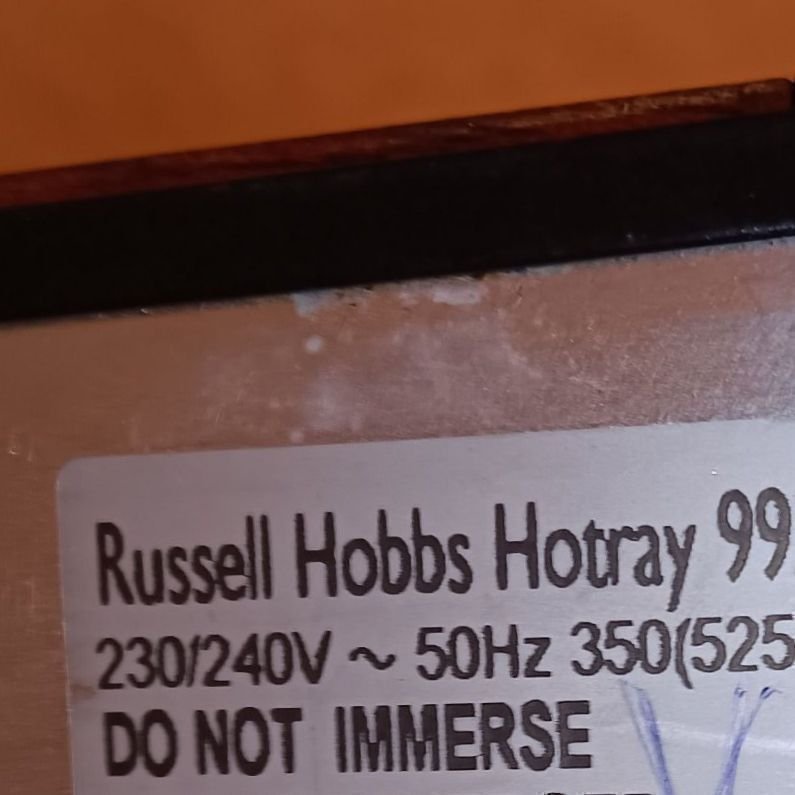 Russell Hobbs Hotray 99
230/240V ~ 50Hz 350(525
DO NOT IMMERSE